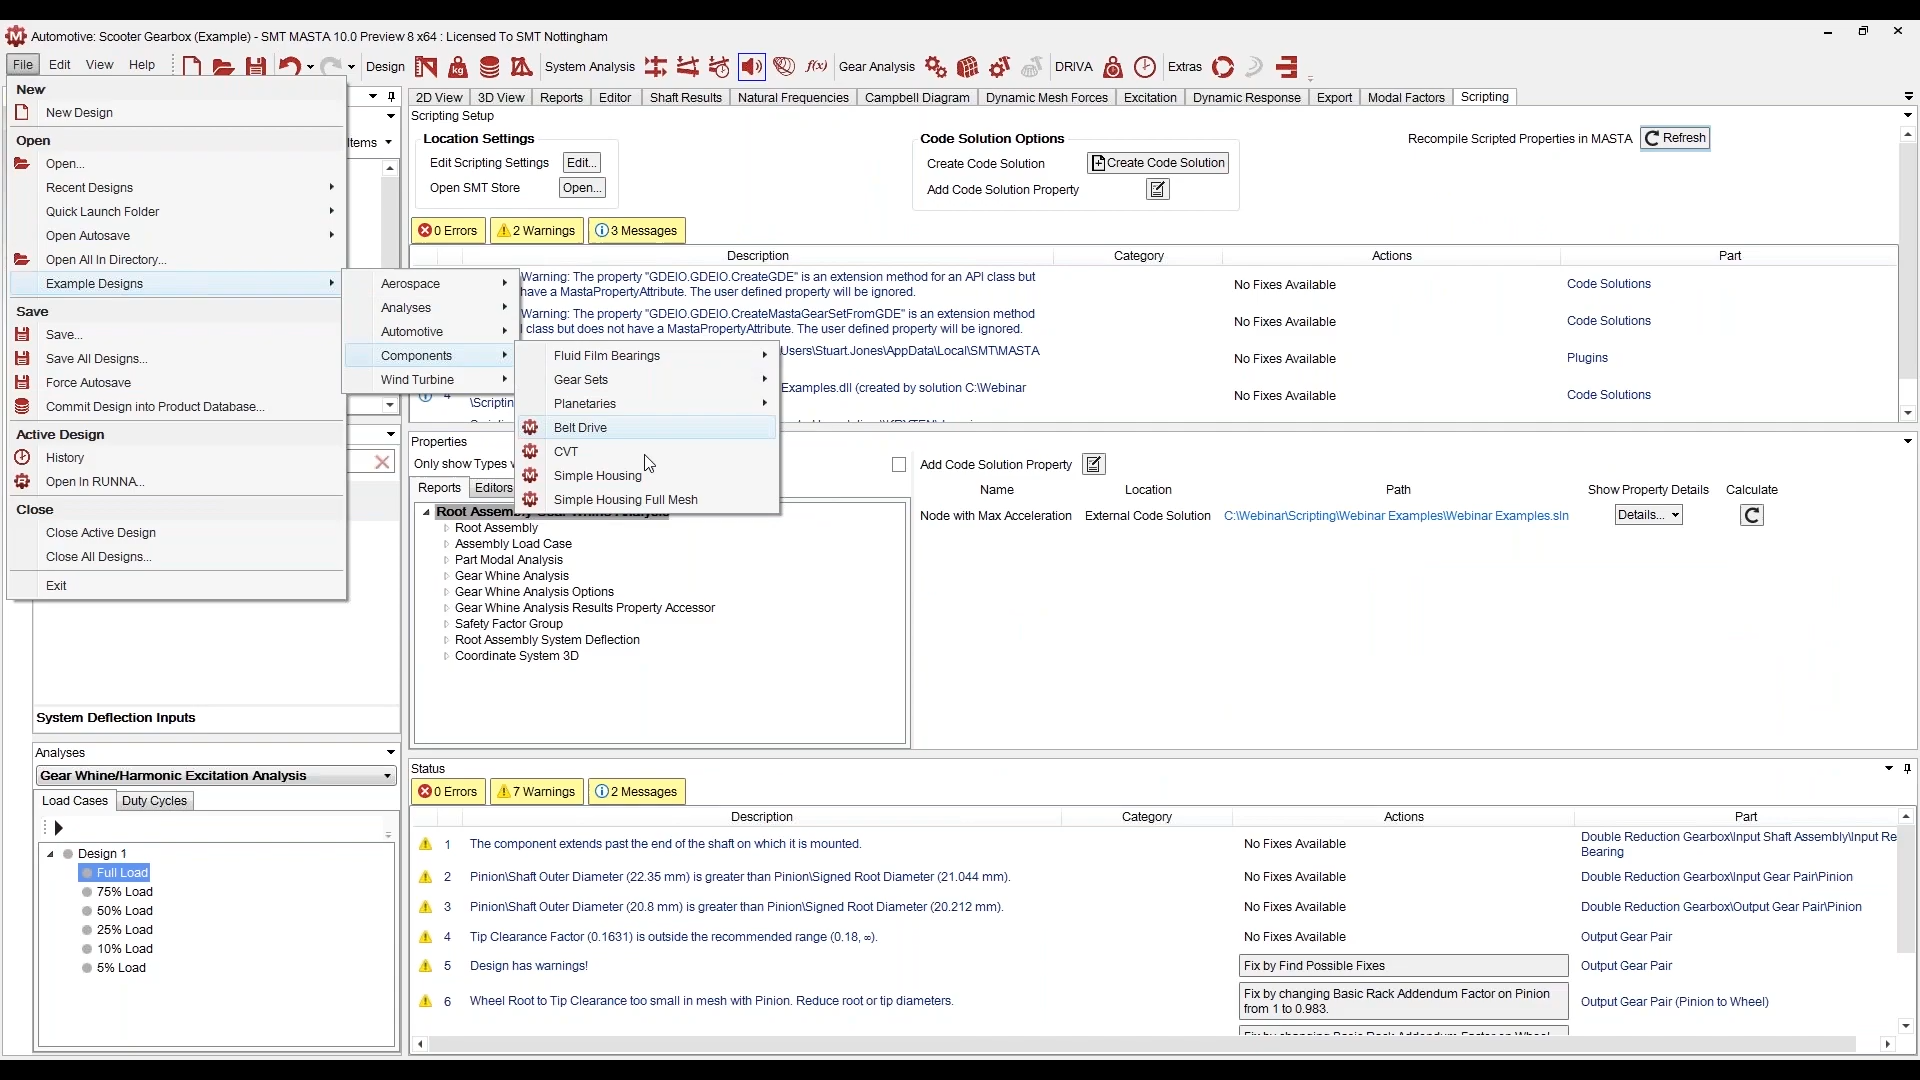 Automotive: Scooter Gearbox (Example) - SMT MASTA 10.0 Preview 8 x64 : Licensed To SMT Nottingham
File Edit View Help Design System Analysis f(x) Gear Analysis DRIVA Extras
New
New Design
Open
Open...
Recent Designs
Quick Launch Folder
Open Autosave
Open All In Directory...
Example Designs
Save
Save...
Save All Designs...
Force Autosave
Commit Design into Product Database...
Active Design
History
Open In RUNNA...
Close
Close Active Design
Close All Designs...
Exit
Items
Aerospace
Analyses
Automotive
Components
Wind Turbine
Fluid Film Bearings
Gear Sets
Planetaries
Belt Drive
CVT
Simple Housing
Simple Housing Full Mesh
2D View 3D View Reports Editor Shaft Results Natural Frequencies Campbell Diagram Dynamic Mesh Forces Excitation Dynamic Response Export Modal Factors Scripting
Scripting Setup
Location Settings
Edit Scripting Settings Edit...
Open SMT Store Open...
Code Solution Options
Create Code Solution Create Code Solution
Add Code Solution Property
Recompile Scripted Properties in MASTA Refresh
0 Errors 2 Warnings 3 Messages
Description Category Actions Part
Warning: The property "GDEIO.GDEIO.CreateGDE" is an extension method for an API class but
have a MastaPropertyAttribute. The user defined property will be ignored.
No Fixes Available Code Solutions
Warning: The property "GDEIO.GDEIO.CreateMastaGearSetFromGDE" is an extension method
class but does not have a MastaPropertyAttribute. The user defined property will be ignored.
No Fixes Available Code Solutions
Users\Stuart.Jones\AppData\Local\SMT\MASTA
No Fixes Available Plugins
4 Examples.dll (created by solution C:\Webinar
\Scripting
No Fixes Available Code Solutions
Properties
Only show Types
Reports Editors
Root Assembly Gear Whine Analysis
Root Assembly
Assembly Load Case
Part Modal Analysis
Gear Whine Analysis
Gear Whine Analysis Options
Gear Whine Analysis Results Property Accessor
Safety Factor Group
Root Assembly System Deflection
Coordinate System 3D
Add Code Solution Property
Name Location Path Show Property Details Calculate
Node with Max Acceleration External Code Solution C:\Webinar\Scripting\Webinar Examples\Webinar Examples.sln Details...
System Deflection Inputs
Analyses
Gear Whine/Harmonic Excitation Analysis
Load Cases Duty Cycles
Design 1
Full Load
75% Load
50% Load
25% Load
10% Load
5% Load
Status
0 Errors 7 Warnings 2 Messages
Description Category Actions Part
1 The component extends past the end of the shaft on which it is mounted. No Fixes Available Double Reduction Gearbox\Input Shaft Assembly\Input Re
Bearing
2 Pinion\Shaft Outer Diameter (22.35 mm) is greater than Pinion\Signed Root Diameter (21.044 mm). No Fixes Available Double Reduction Gearbox\Input Gear Pair\Pinion
3 Pinion\Shaft Outer Diameter (20.8 mm) is greater than Pinion\Signed Root Diameter (20.212 mm). No Fixes Available Double Reduction Gearbox\Output Gear Pair\Pinion
4 Tip Clearance Factor (0.1631) is outside the recommended range (0.18, ∞). No Fixes Available Output Gear Pair
5 Design has warnings! Fix by Find Possible Fixes Output Gear Pair
6 Wheel Root to Tip Clearance too small in mesh with Pinion. Reduce root or tip diameters. Fix by changing Basic Rack Addendum Factor on Pinion
from 1 to 0.983.
Output Gear Pair (Pinion to Wheel)
Fix by changing Basic Rack Addendum Factor on Wheel